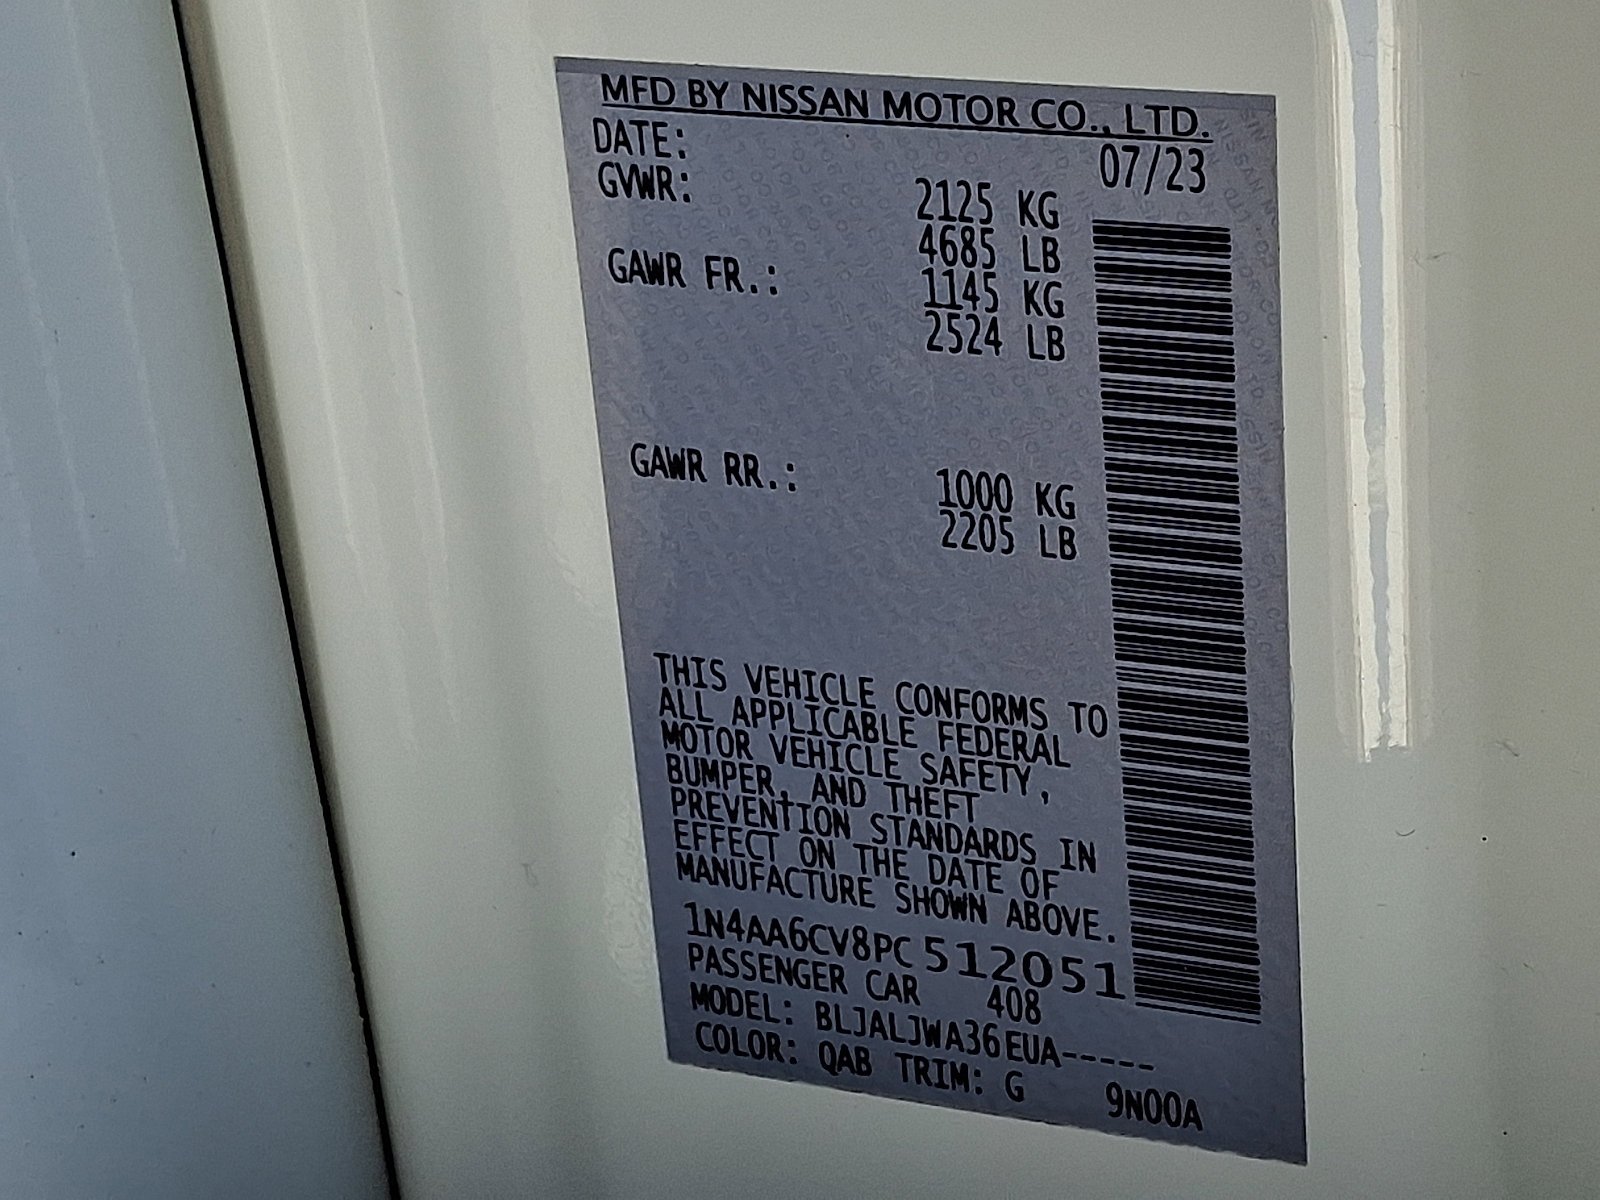 MFD BY NISSAN MOTOR CO., LTD.
DATE: 07/23
GVWR: 2125 KG
4685 LB
GAWR FR.: 1145 KG
2524 LB
GAWR RR.: 1000 KG
2205 LB
THIS VEHICLE CONFORMS TO
ALL APPLICABLE FEDERAL
MOTOR VEHICLE SAFETY,
BUMPER, AND THEFT
PREVENTION STANDARDS IN
EFFECT ON THE DATE OF
MANUFACTURE SHOWN ABOVE.
1N4AA6CV8PC512051
PASSENGER CAR 408
MODEL: BLJALJWA36EUA-----
COLOR: QAB TRIM: G 9N00A